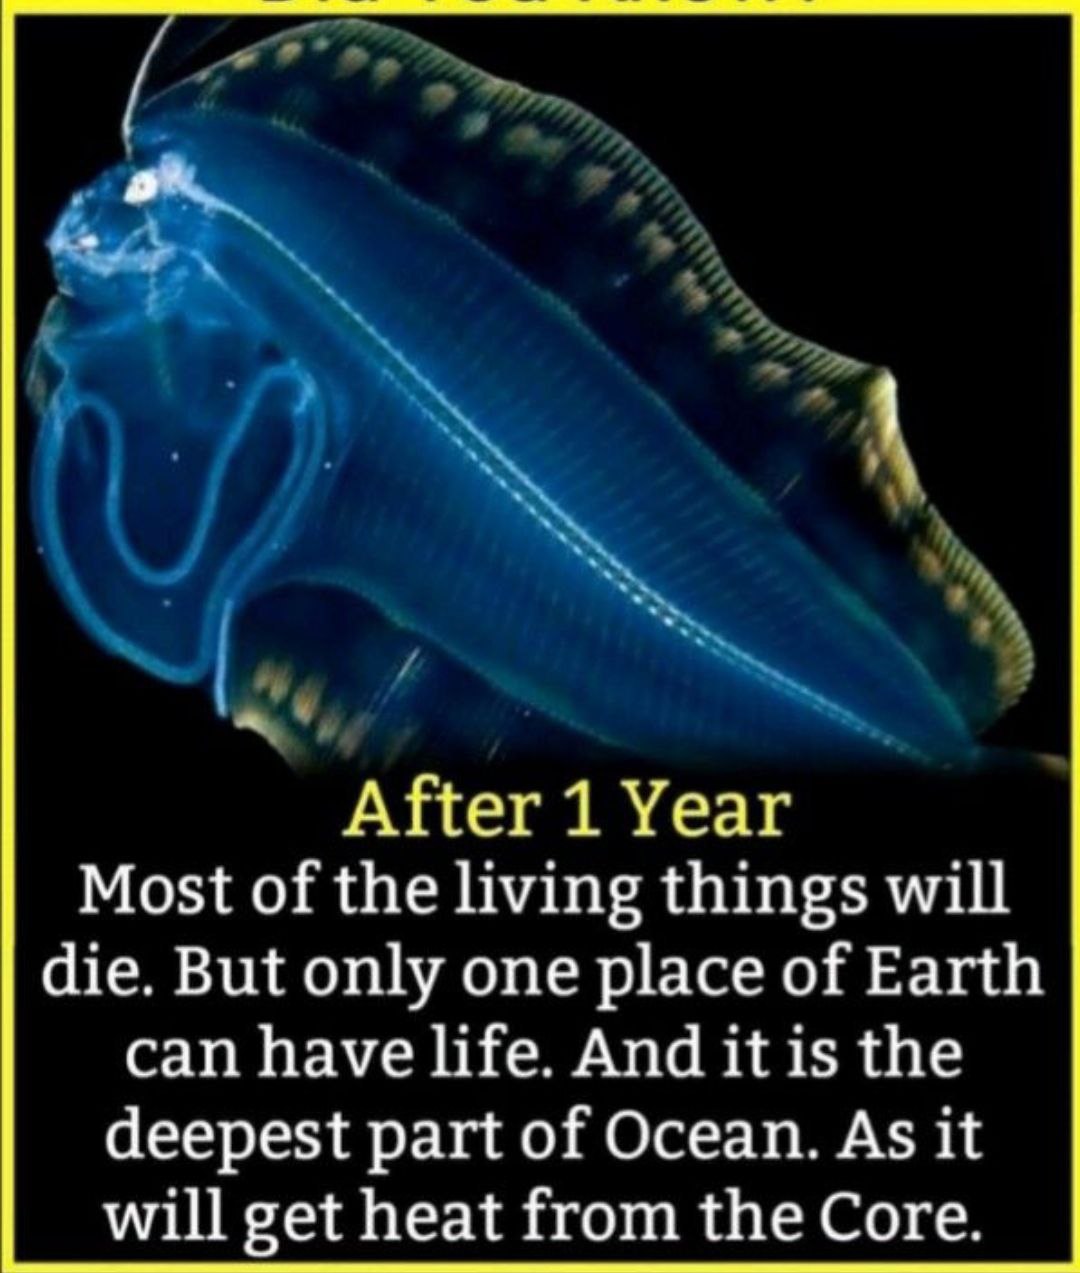 After 1 Year
Most of the living things will
die. But only one place of Earth
can have life. And it is the
deepest part of Ocean. As it
will get heat from the Core.